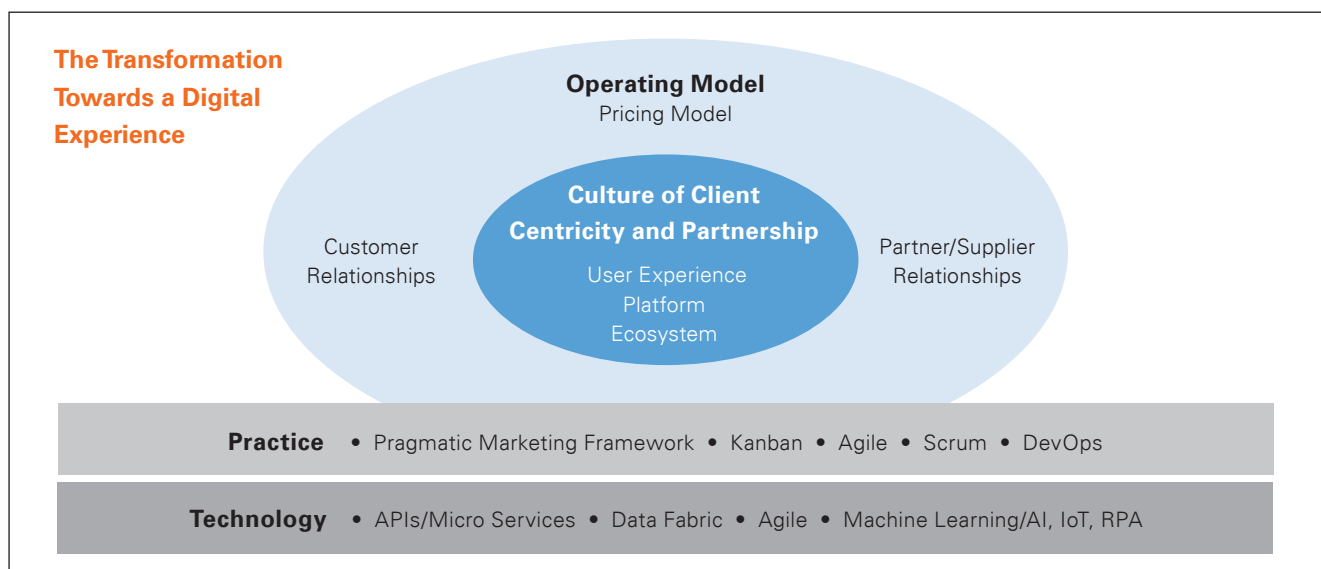 The Transformation
Towards a Digital
Experience
Operating Model
Pricing Model
Culture of Client
Centricity and Partnership
User Experience
Platform
Ecosystem
Customer
Relationships
Partner/Supplier
Relationships
Practice • Pragmatic Marketing Framework • Kanban • Agile • Scrum • DevOps
Technology • APIs/Micro Services • Data Fabric • Agile • Machine Learning/AI, IoT, RPA